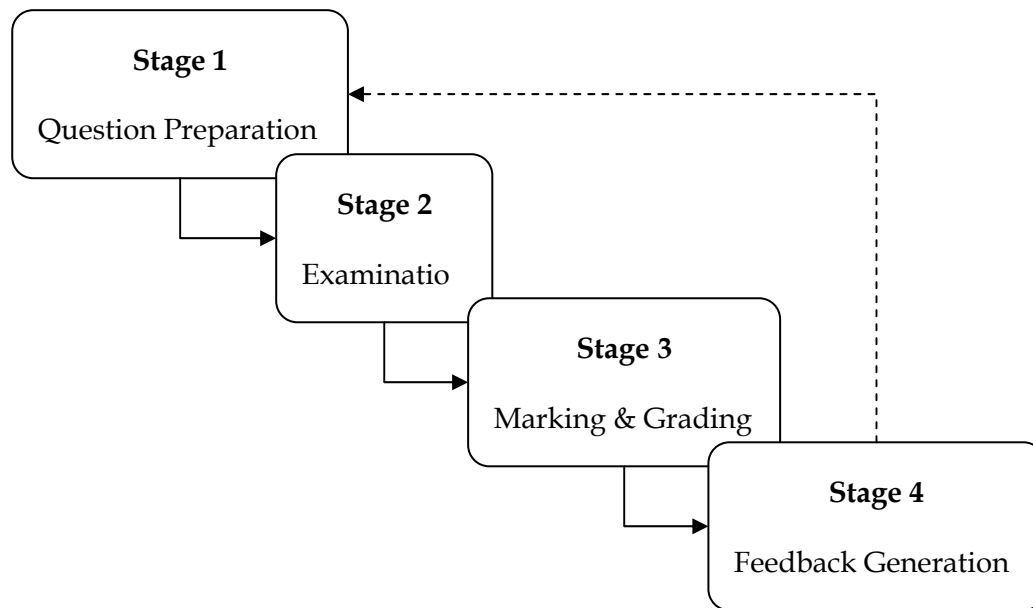 Stage 1
Question Preparation
Stage 2
Examinatio
Stage 3
Marking & Grading
Stage 4
Feedback Generation